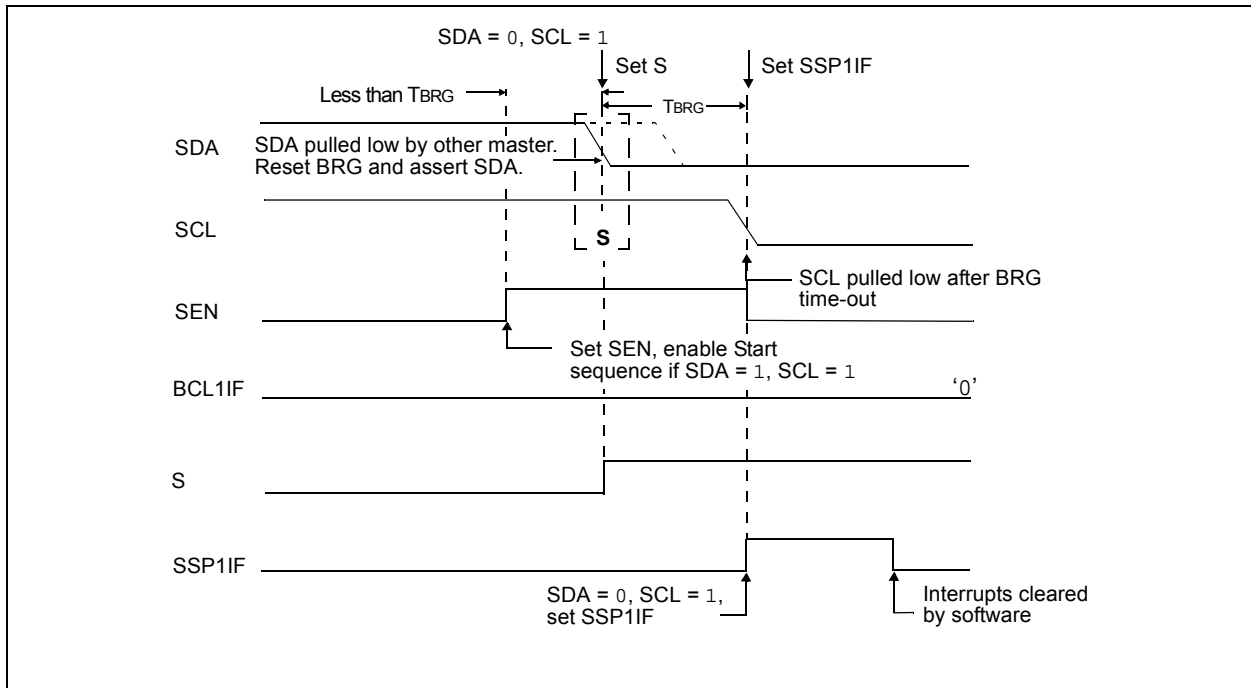 SDA = 0, SCL = 1
Set S
Set SSP1IF
Less than TBRG
TBRG
SDA
SDA pulled low by other master.
Reset BRG and assert SDA.
SCL
S
SCL pulled low after BRG
time-out
SEN
Set SEN, enable Start
sequence if SDA = 1, SCL = 1
BCL1IF
‘0’
S
SSP1IF
SDA = 0, SCL = 1,
set SSP1IF
Interrupts cleared
by software